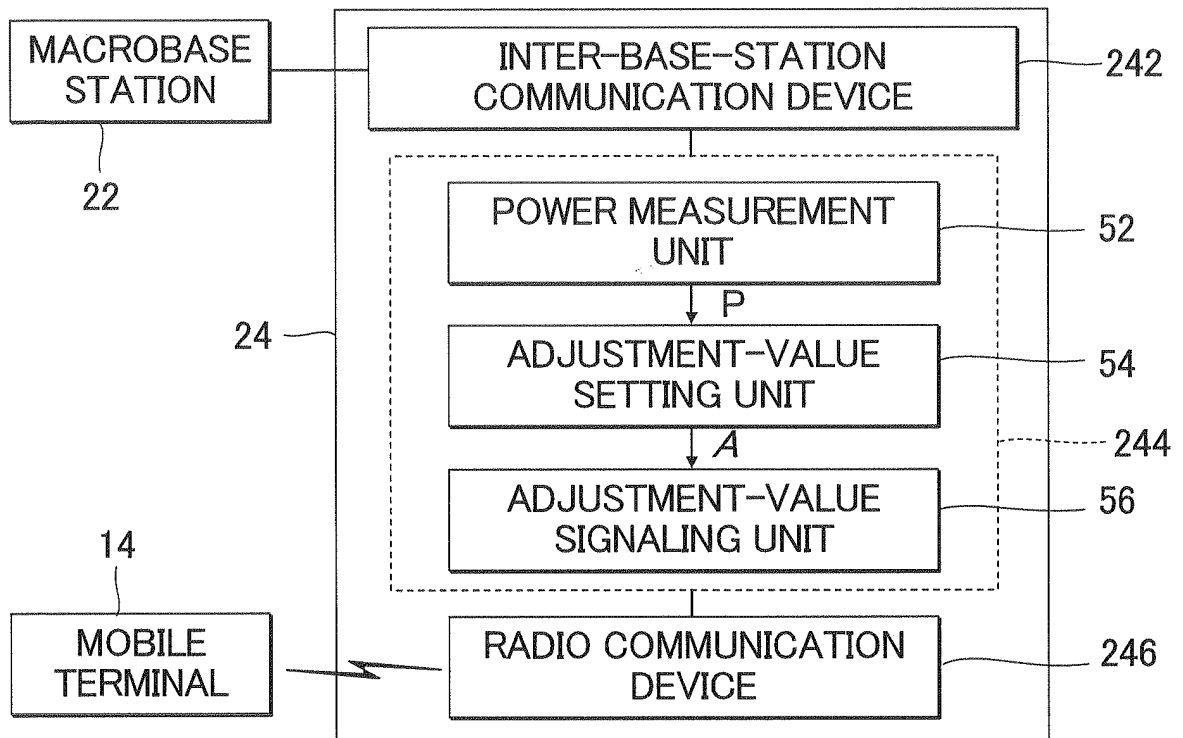 MACROBASE
STATION
22
INTER-BASE-STATION
COMMUNICATION DEVICE
242
POWER MEASUREMENT
UNIT
52
P
24
ADJUSTMENT-VALUE
SETTING UNIT
54
A
244
ADJUSTMENT-VALUE
SIGNALING UNIT
56
14
MOBILE
TERMINAL
RADIO COMMUNICATION
DEVICE
246